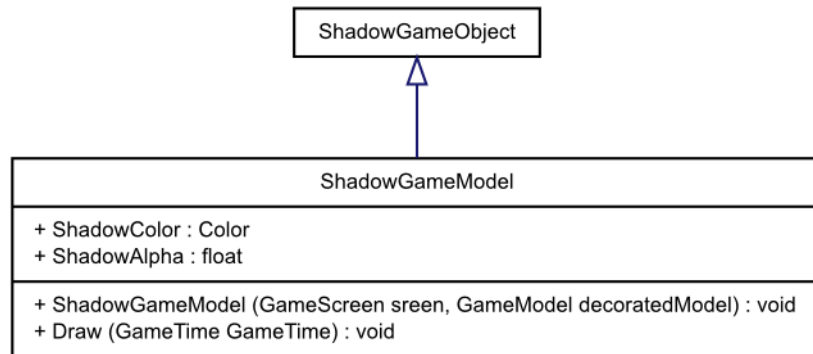 ShadowGameObject
ShadowGameModel
+ ShadowColor : Color
+ ShadowAlpha : float
+ ShadowGameModel (GameScreen sreen, GameModel decoratedModel) : void
+ Draw (GameTime GameTime) : void